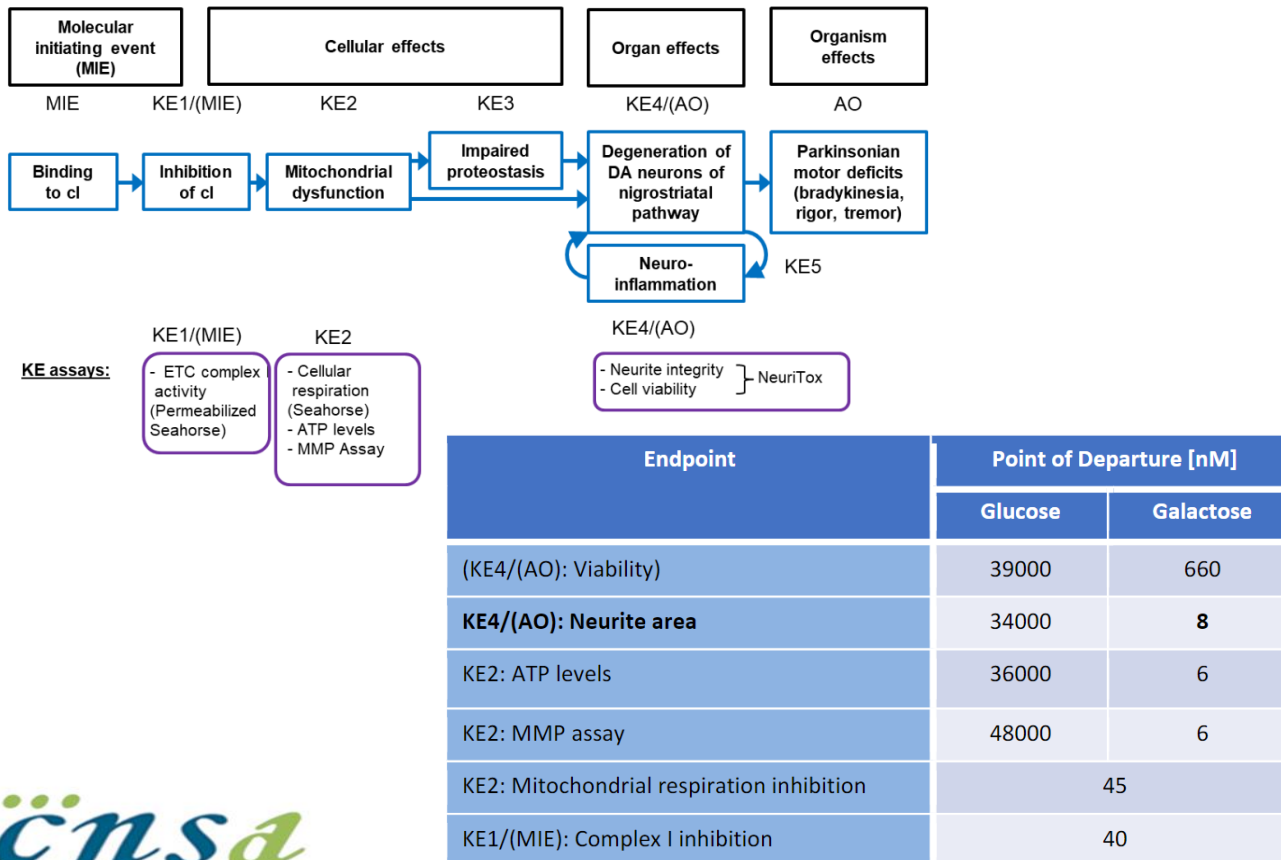 Molecular
initiating event
(MIE)
Cellular effects
Organ effects
Organism
effects
MIE
KE1/(MIE)
KE2
KE3
KE4/(AO)
AO
Binding
to cI
Inhibition
of cI
Mitochondrial
dysfunction
Impaired
proteostasis
Degeneration of
DA neurons of
nigrostriatal
pathway
Parkinsonian
motor deficits
(bradykinesia,
rigor, tremor)
Neuro-
inflammation
KE5
KE1/(MIE)
KE2
KE4/(AO)
KE assays:
- ETC complex I
activity
(Permeabilized
Seahorse)
- Cellular
respiration
(Seahorse)
- ATP levels
- MMP Assay
- Neurite integrity
- Cell viability
NeuriTox
Endpoint
Point of Departure [nM]
Glucose
Galactose
(KE4/(AO): Viability)
39000
660
KE4/(AO): Neurite area
34000
8
KE2: ATP levels
36000
6
KE2: MMP assay
48000
6
KE2: Mitochondrial respiration inhibition
45
KE1/(MIE): Complex I inhibition
40
cnsa